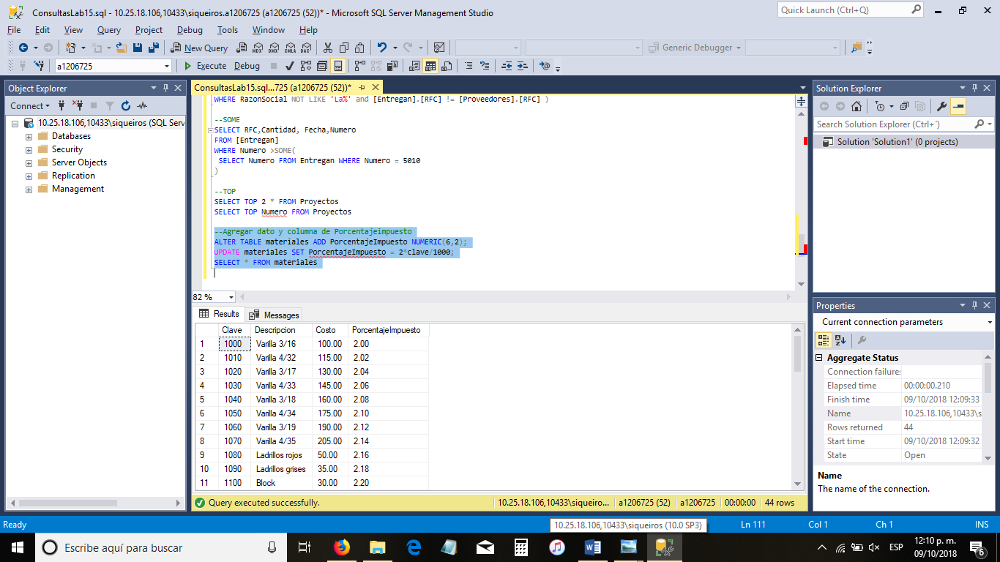 ConsultasLab15.sql - 10.25.18.106,10433\siqueiros.a1206725 (a1206725 (52))* - Microsoft SQL Server Management Studio
Quick Launch (Ctrl+Q)
File Edit View Query Project Debug Tools Window Help
New Query MDX DMX XMLA DAX Generic Debugger
a1206725 Execute Debug
Object Explorer
Connect
10.25.18.106,10433\siqueiros (SQL Serv
Databases
Security
Server Objects
Replication
Management
ConsultasLab15.sql...725 (a1206725 (52))*
WHERE RazonSocial NOT LIKE 'La%' and [Entregan].[RFC] != [Proveedores].[RFC] )
--SOME
SELECT RFC,Cantidad, Fecha,Numero
FROM [Entregan]
WHERE Numero >SOME(
SELECT Numero FROM Entregan WHERE Numero = 5010
)
--TOP
SELECT TOP 2 * FROM Proyectos
SELECT TOP Numero FROM Proyectos
--Agregar dato y columna de Porcentajeimpuesto
ALTER TABLE materiales ADD PorcentajeImpuesto NUMERIC(6,2);
UPDATE materiales SET PorcentajeImpuesto = 2*clave/1000;
SELECT * FROM materiales
82 %
Results Messages
Clave Descripcion Costo PorcentajeImpuesto
1 1000 Varilla 3/16 100.00 2.00
2 1010 Varilla 4/32 115.00 2.02
3 1020 Varilla 3/17 130.00 2.04
4 1030 Varilla 4/33 145.00 2.06
5 1040 Varilla 3/18 160.00 2.08
6 1050 Varilla 4/34 175.00 2.10
7 1060 Varilla 3/19 190.00 2.12
8 1070 Varilla 4/35 205.00 2.14
9 1080 Ladrillos rojos 50.00 2.16
10 1090 Ladrillos grises 35.00 2.18
11 1100 Block 30.00 2.20
Query executed successfully. 10.25.18.106,10433\siqueiro... a1206725 (52) a1206725 00:00:00 44 rows
Solution Explorer
Search Solution Explorer (Ctrl+´)
Solution 'Solution1' (0 projects)
Properties
Current connection parameters
Aggregate Status
Connection failures
Elapsed time 00:00:00.210
Finish time 09/10/2018 12:09:33
Name 10.25.18.106,10433\s
Rows returned 44
Start time 09/10/2018 12:09:32
State Open
Name
The name of the connection.
Ready Ln 111 Col 1 Ch 1 INS
10.25.18.106,10433\siqueiros (10.0 SP3)
Escribe aquí para buscar
ESP
12:10 p. m.
09/10/2018
6